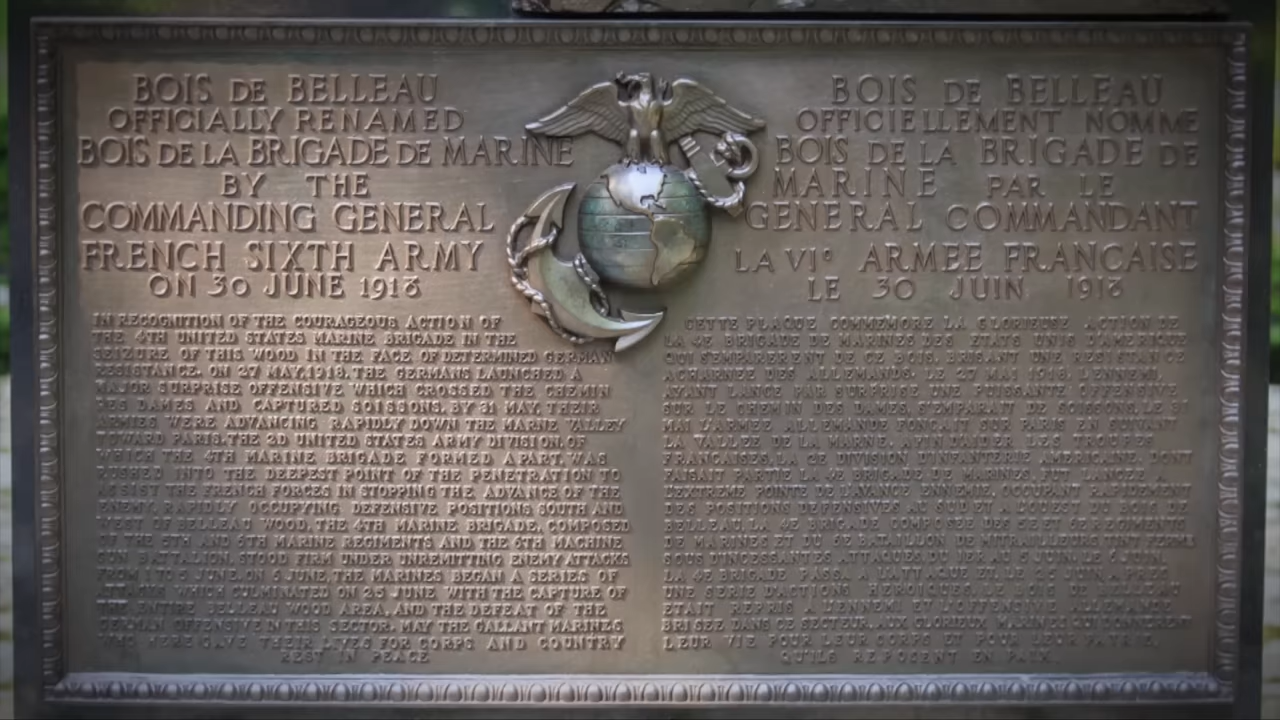 BOIS DE BELLEAU
OFFICIALLY RENAMED
BOIS DE LA BRIGADE DE MARINE
BY THE
COMMANDING GENERAL
FRENCH SIXTH ARMY
ON 30 JUNE 1918
IN RECOGNITION OF THE COURAGEOUS ACTION OF
THE 4TH UNITED STATES MARINE BRIGADE IN THE
SEIZURE OF THIS WOOD IN THE FACE OF DETERMINED GERMAN
RESISTANCE. ON 27 MAY, 1918, THE GERMANS LAUNCHED A
MAJOR SURPRISE OFFENSIVE WHICH CROSSED THE CHEMIN
DES DAMES AND CAPTURED SOISSONS. BY 31 MAY, THEIR
ARMIES WERE ADVANCING RAPIDLY DOWN THE MARNE VALLEY
TOWARD PARIS. THE 2D UNITED STATES ARMY DIVISION, OF
WHICH THE 4TH MARINE BRIGADE FORMED A PART, WAS
RUSHED INTO THE DEEPEST POINT OF THE PENETRATION TO
ASSIST THE FRENCH FORCES IN STOPPING THE ADVANCE OF THE
ENEMY. RAPIDLY OCCUPYING DEFENSIVE POSITIONS SOUTH AND
WEST OF BELLEAU WOOD, THE 4TH MARINE BRIGADE, COMPOSED
OF THE 5TH AND 6TH MARINE REGIMENTS AND THE 6TH MACHINE
GUN BATTALION, STOOD FIRM UNDER UNREMITTING ENEMY ATTACKS
FROM 1 TO 5 JUNE. ON 6 JUNE, THE MARINES BEGAN A SERIES OF
ATTACKS WHICH CULMINATED ON 25 JUNE WITH THE CAPTURE OF
THE ENTIRE BELLEAU WOOD AREA, AND THE DEFEAT OF THE
GERMAN OFFENSIVE IN THIS SECTOR. MAY THE GALLANT MARINES
WHO HERE GAVE THEIR LIVES FOR CORPS AND COUNTRY
REST IN PEACE
BOIS DE BELLEAU
OFFICIELLEMENT NOMME
BOIS DE LA BRIGADE DE
MARINE PAR LE
GENERAL COMMANDANT
LA VIe ARMEE FRANCAISE
LE 30 JUIN 1918
CETTE PLAQUE COMMEMORE LA GLORIEUSE ACTION DE
LA 4E BRIGADE DE MARINES DES ETATS UNIS D'AMERIQUE
QUI S'EMPARERENT DE CE BOIS, BRISANT UNE RESISTANCE
ACHARNEE DES ALLEMANDS. LE 27 MAI 1918, L'ENNEMI,
AYANT LANCE PAR SURPRISE UNE PUISSANTE OFFENSIVE
SUR LE CHEMIN DES DAMES, S'EMPARAIT DE SOISSONS. LE 31
MAI L'ARMEE ALLEMANDE FONCAIT SUR PARIS EN SUIVANT
LA VALLEE DE LA MARNE. AFIN D'AIDER LES TROUPES
FRANCAISES, LA 2E DIVISION D'INFANTERIE AMERICAINE, DONT
FAISAIT PARTIE LA 4E BRIGADE DE MARINES, FUT LANCEE A
L'EXTREME POINTE DE L'AVANCE ENNEMIE. OCCUPANT RAPIDEMENT
DES POSITIONS DEFENSIVES AU SUD ET A L'OUEST DU BOIS DE
BELLEAU, LA 4E BRIGADE COMPOSEE DES 5E ET 6E REGIMENTS
DE MARINES ET DU 6E BATAILLON DE MITRAILLEURS TINT FERME
SOUS D'INCESSANTES ATTAQUES
LA 4E BRIGADE PASSA A L'ATTAQUE
UNE SERIE D'ACTIONS HEROIQUES LE BOIS DE BELLEAU
ETAIT REPRIS A L'ENNEMI ET L'OFFENSIVE ALLEMANDE
BRISEE DANS CE SECTEUR. AUX GLORIEUX MARINES QUI DONNERENT
LEUR VIE POUR LEUR CORPS ET POUR LEUR PATRIE,
QU'ILS REPOSENT EN PAIX.